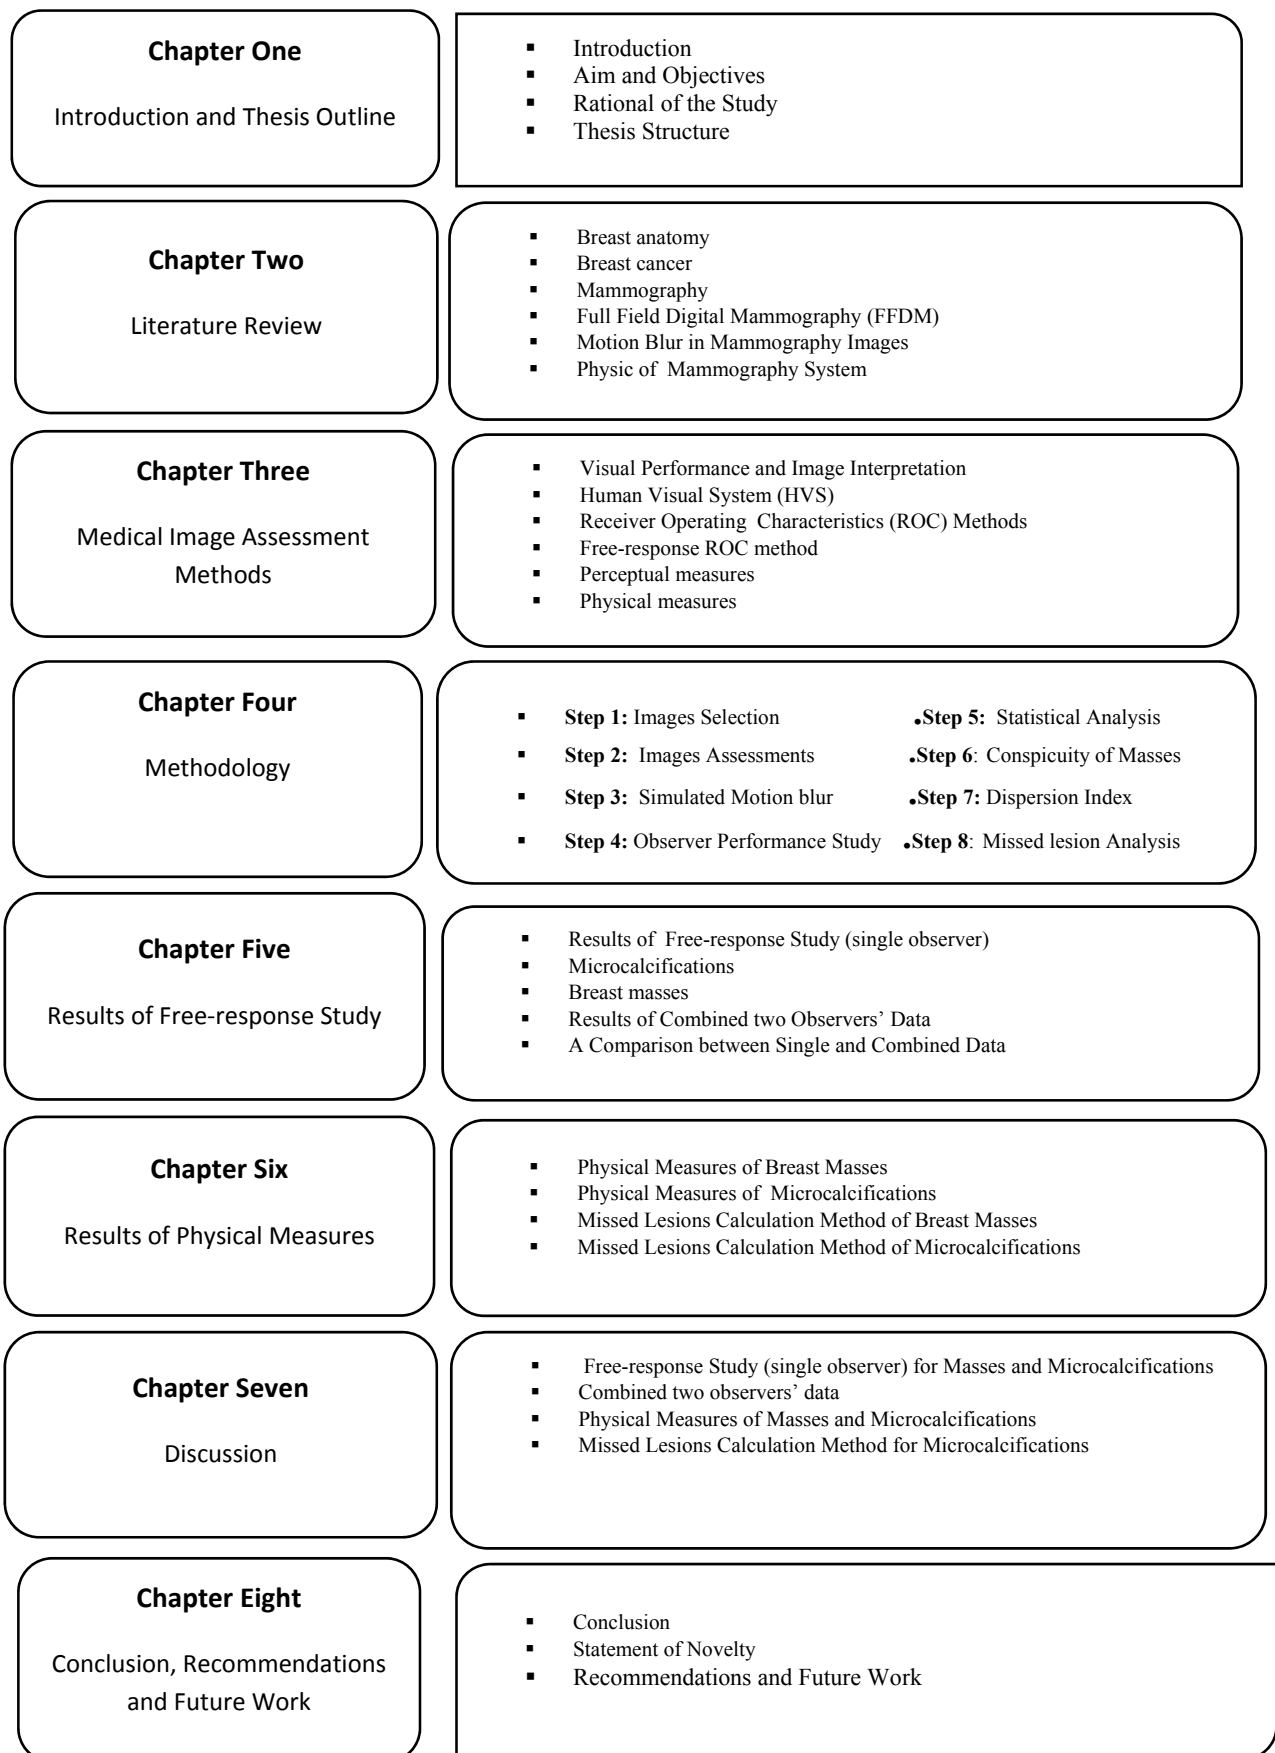 Chapter One
Introduction and Thesis Outline
▪ Introduction
▪ Aim and Objectives
▪ Rational of the Study
▪ Thesis Structure
Chapter Two
Literature Review
▪ Breast anatomy
▪ Breast cancer
▪ Mammography
▪ Full Field Digital Mammography (FFDM)
▪ Motion Blur in Mammography Images
▪ Physic of Mammography System
Chapter Three
Medical Image Assessment
Methods
▪ Visual Performance and Image Interpretation
▪ Human Visual System (HVS)
▪ Receiver Operating Characteristics (ROC) Methods
▪ Free-response ROC method
▪ Perceptual measures
▪ Physical measures
Chapter Four
Methodology
▪ Step 1: Images Selection .Step 5: Statistical Analysis
▪ Step 2: Images Assessments .Step 6: Conspicuity of Masses
▪ Step 3: Simulated Motion blur .Step 7: Dispersion Index
▪ Step 4: Observer Performance Study .Step 8: Missed lesion Analysis
Chapter Five
Results of Free-response Study
▪ Results of Free-response Study (single observer)
▪ Microcalcifications
▪ Breast masses
▪ Results of Combined two Observers’ Data
▪ A Comparison between Single and Combined Data
Chapter Six
Results of Physical Measures
▪ Physical Measures of Breast Masses
▪ Physical Measures of Microcalcifications
▪ Missed Lesions Calculation Method of Breast Masses
▪ Missed Lesions Calculation Method of Microcalcifications
Chapter Seven
Discussion
▪ Free-response Study (single observer) for Masses and Microcalcifications
▪ Combined two observers’ data
▪ Physical Measures of Masses and Microcalcifications
▪ Missed Lesions Calculation Method for Microcalcifications
Chapter Eight
Conclusion, Recommendations
and Future Work
▪ Conclusion
▪ Statement of Novelty
▪ Recommendations and Future Work